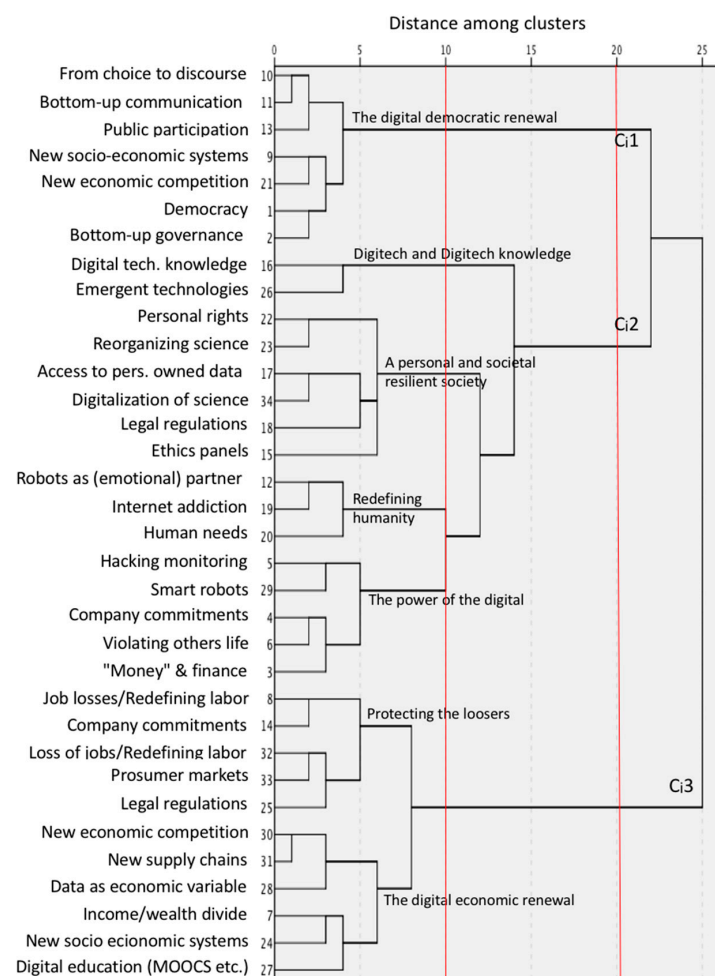 Distance among clusters
0 5 10 15 20 25
From choice to discourse 10
Bottom-up communication 11
Public participation 13
The digital democratic renewal
Ci1
New socio-economic systems 9
New economic competition 21
Democracy 1
Bottom-up governance 2
Digital tech. knowledge 16
Digitech and Digitech knowledge
Emergent technologies 26
Personal rights 22
Ci2
Reorganizing science 23
A personal and societal
resilient society
Access to pers. owned data 17
Digitalization of science 34
Legal regulations 18
Ethics panels 15
Robots as (emotional) partner 12
Internet addiction 19
Redefining
humanity
Human needs 20
Hacking monitoring 5
Smart robots 29
The power of the digital
Company commitments 4
Violating others life 6
"Money" & finance 3
Job losses/Redefining labor 8
Protecting the loosers
Company commitments 14
Loss of jobs/Redefining labor 32
Prosumer markets 33
Ci3
Legal regulations 25
New economic competition 30
New supply chains 31
Data as economic variable 28
The digital economic renewal
Income/wealth divide 7
New socio ecionomic systems 24
Digital education (MOOCS etc.) 27